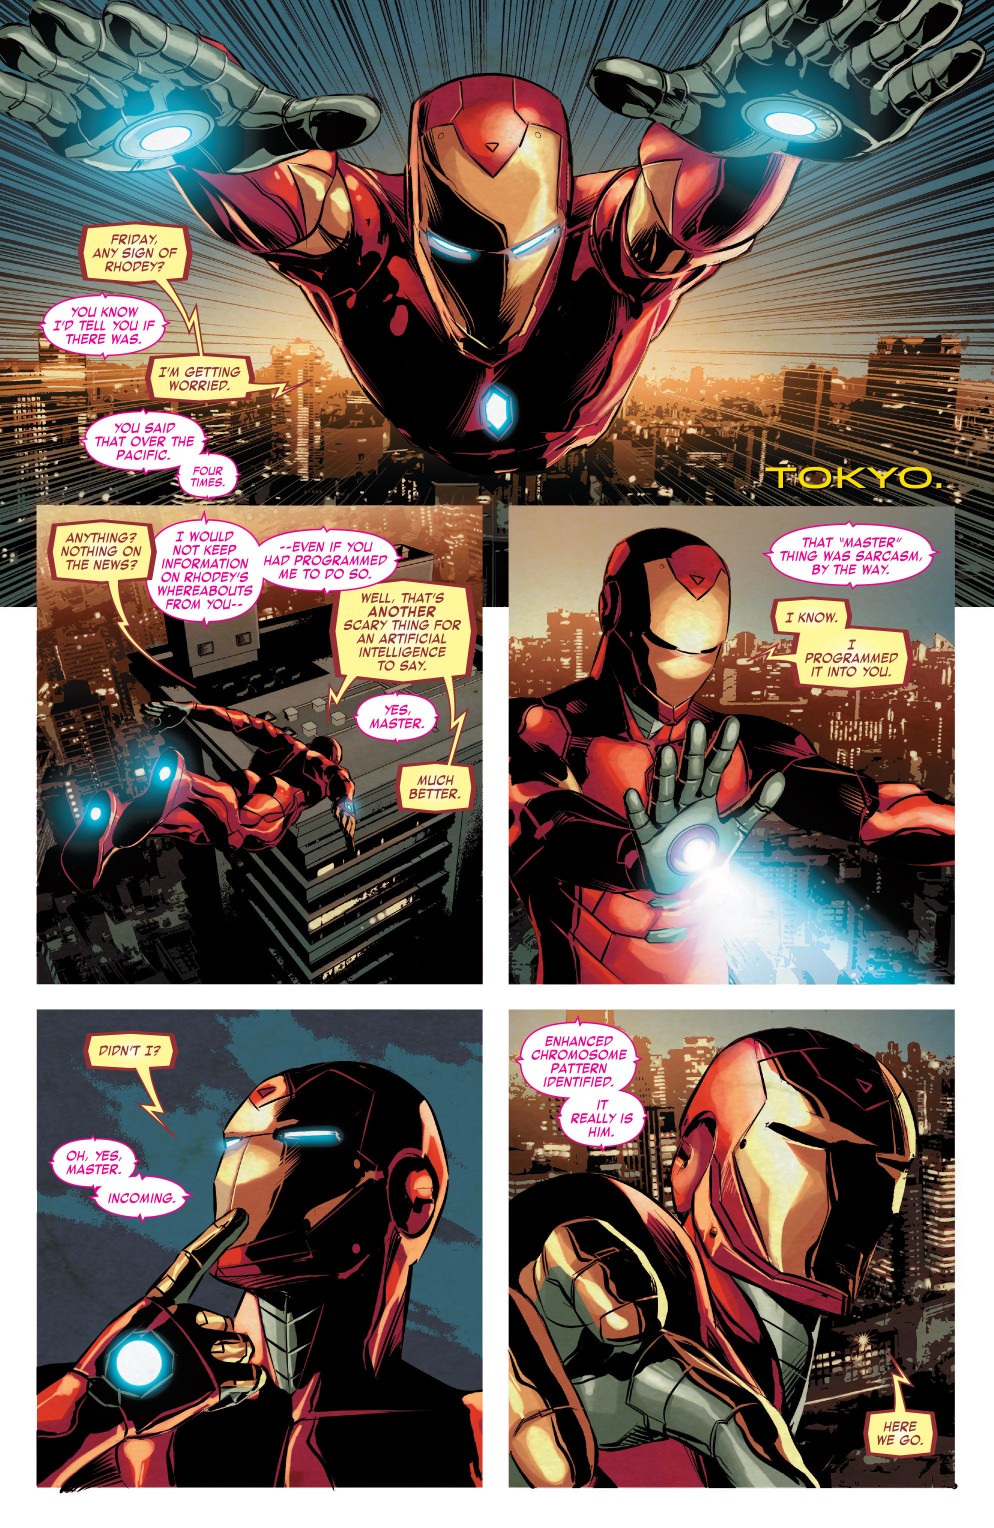 FRIDAY,
ANY SIGN OF
RHODEY?
YOU KNOW
I'D TELL YOU IF
THERE WAS.
I'M GETTING
WORRIED.
YOU SAID
THAT OVER THE
PACIFIC.
FOUR
TIMES.
TOKYO.
ANYTHING?
NOTHING ON
THE NEWS?
I WOULD
NOT KEEP
INFORMATION
ON RHODEY'S
WHEREABOUTS
FROM YOU--
--EVEN IF YOU
HAD PROGRAMMED
ME TO DO SO.
WELL, THAT'S
ANOTHER
SCARY THING FOR
AN ARTIFICIAL
INTELLIGENCE
TO SAY.
YES,
MASTER.
MUCH
BETTER.
THAT "MASTER"
THING WAS SARCASM,
BY THE WAY.
I KNOW.
I
PROGRAMMED
IT INTO YOU.
DIDN'T I?
OH, YES,
MASTER.
INCOMING.
ENHANCED
CHROMOSOME
PATTERN
IDENTIFIED.
IT
REALLY IS
HIM.
HERE
WE GO.